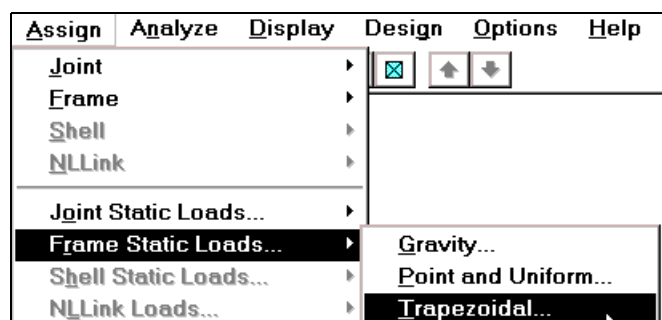 Assign Analyze Display Design Options Help
Joint
Frame
Shell
NLLink
Joint Static Loads...
Frame Static Loads...
Shell Static Loads...
NLLink Loads...
Gravity...
Point and Uniform...
Trapezoidal...